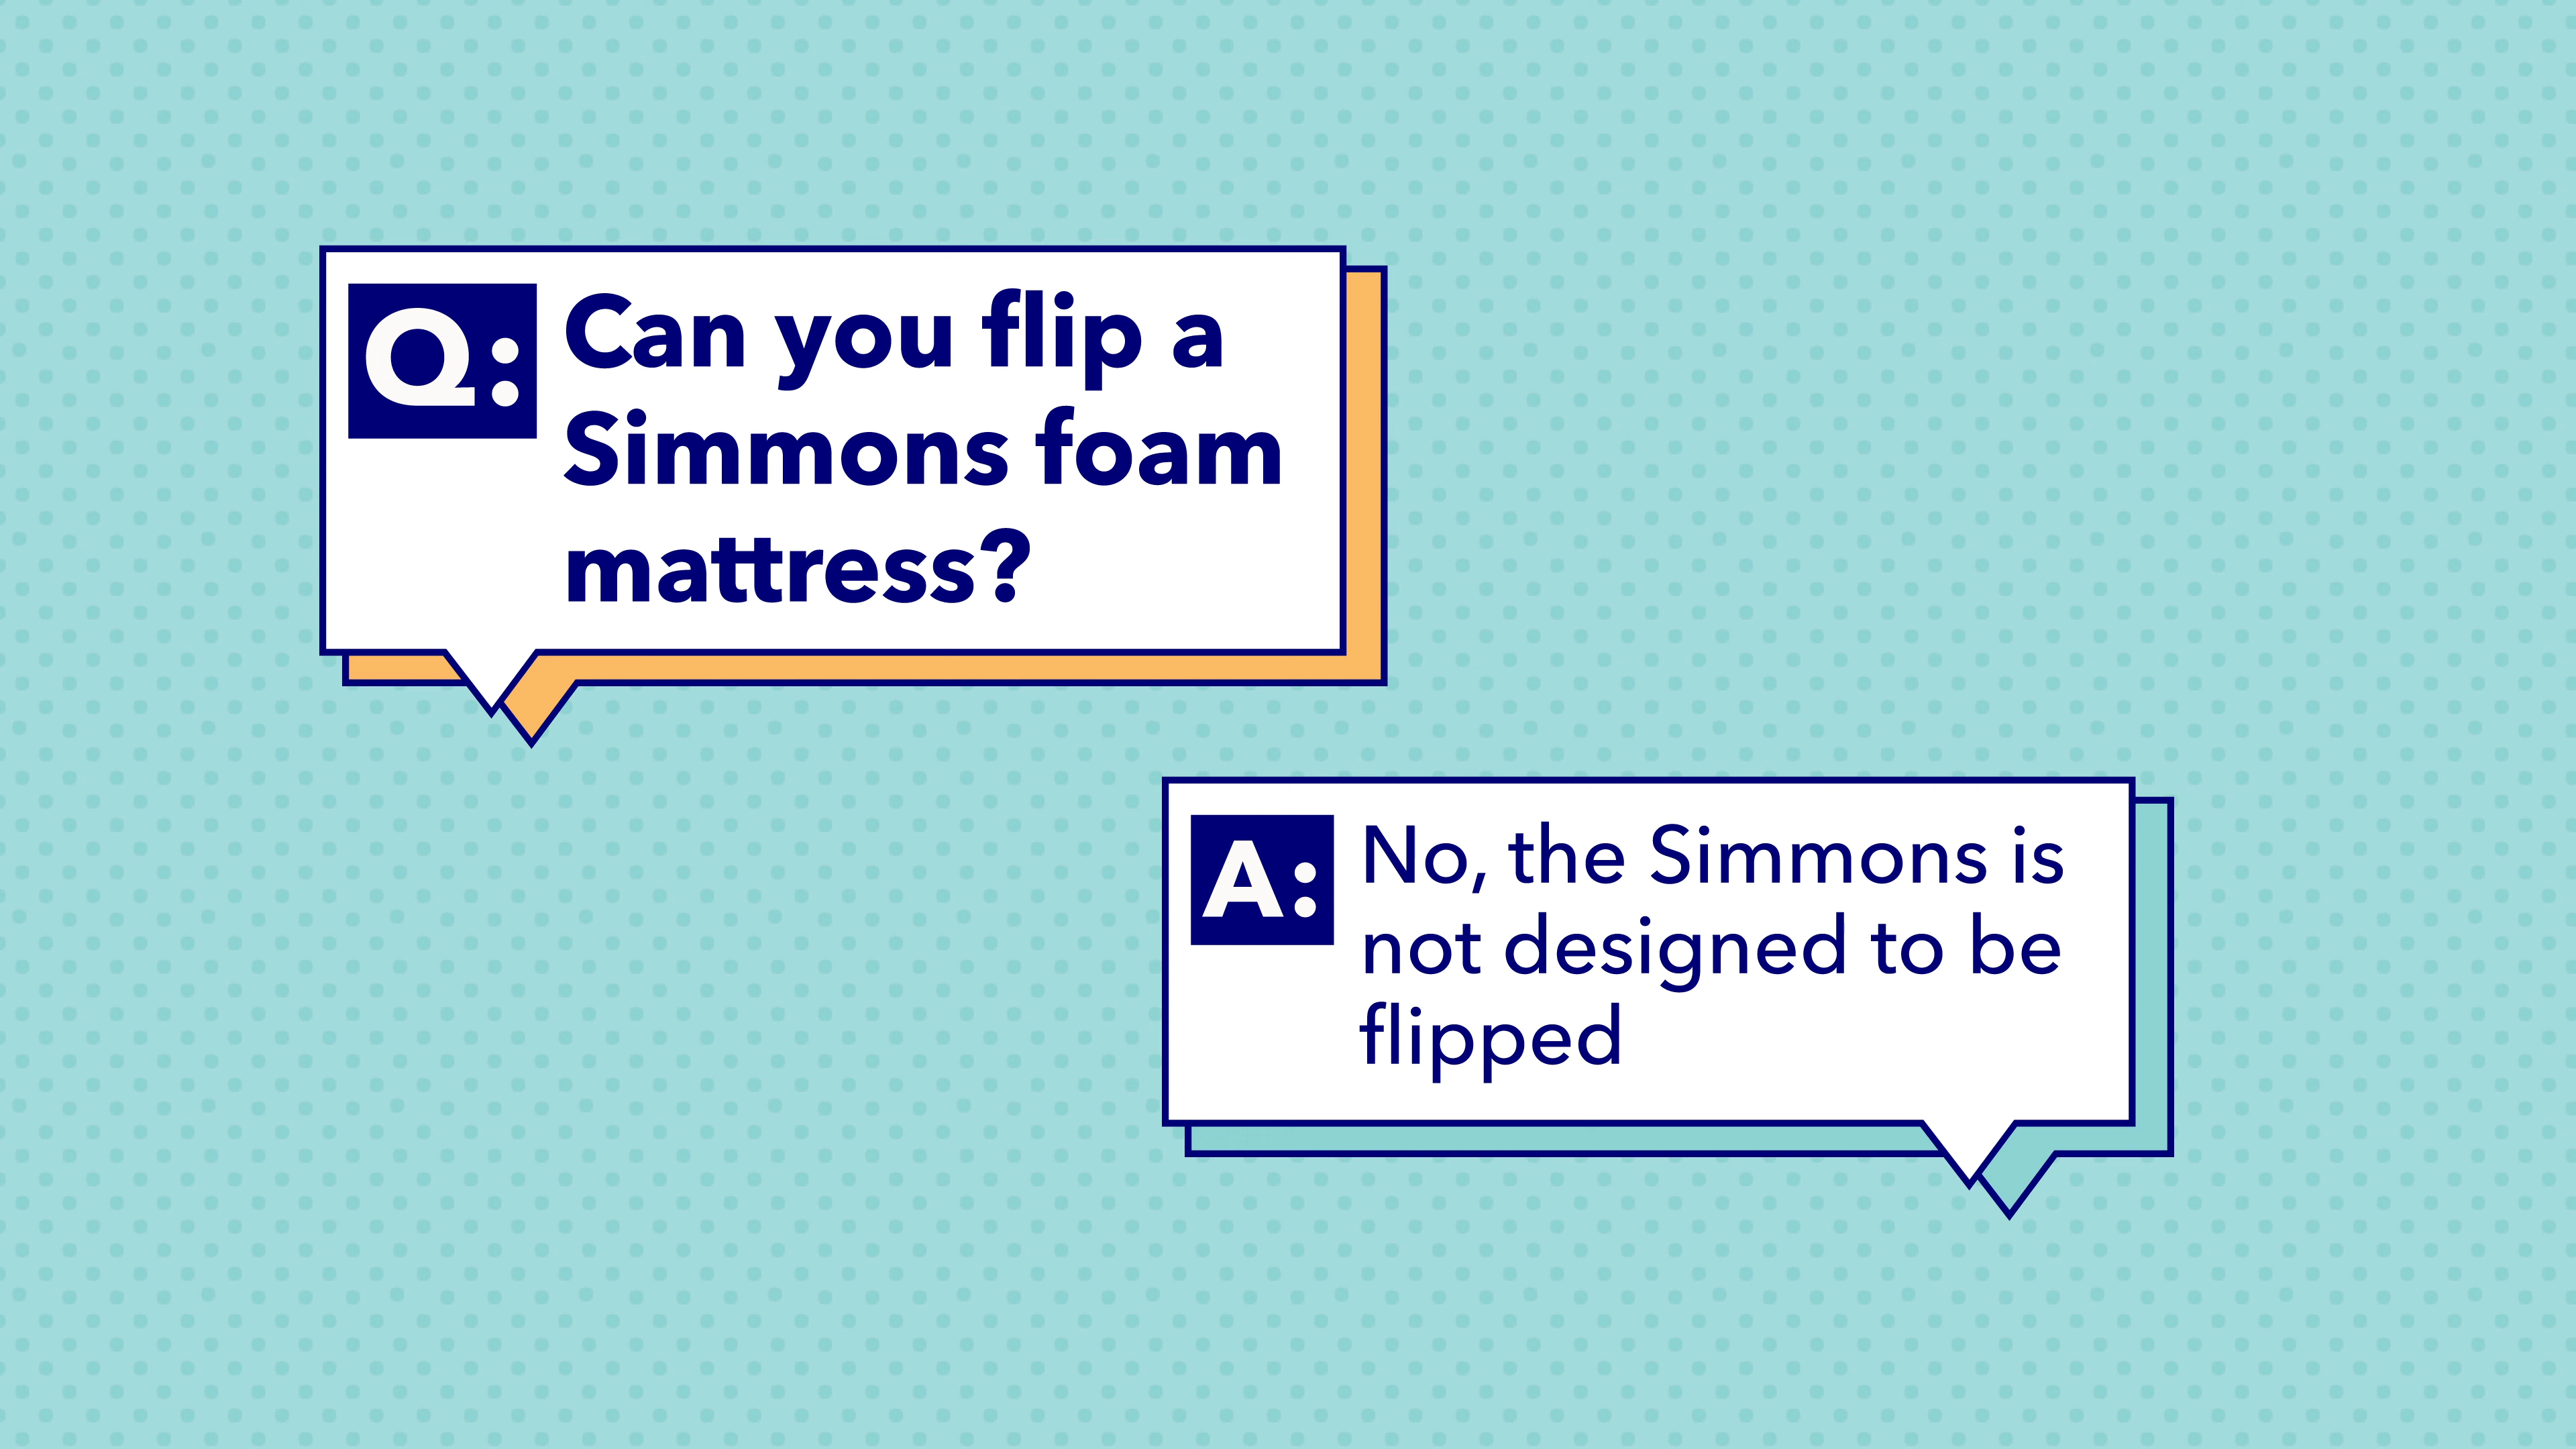 Q: Can you flip a
Simmons foam
mattress?
A: No, the Simmons is
not designed to be
flipped